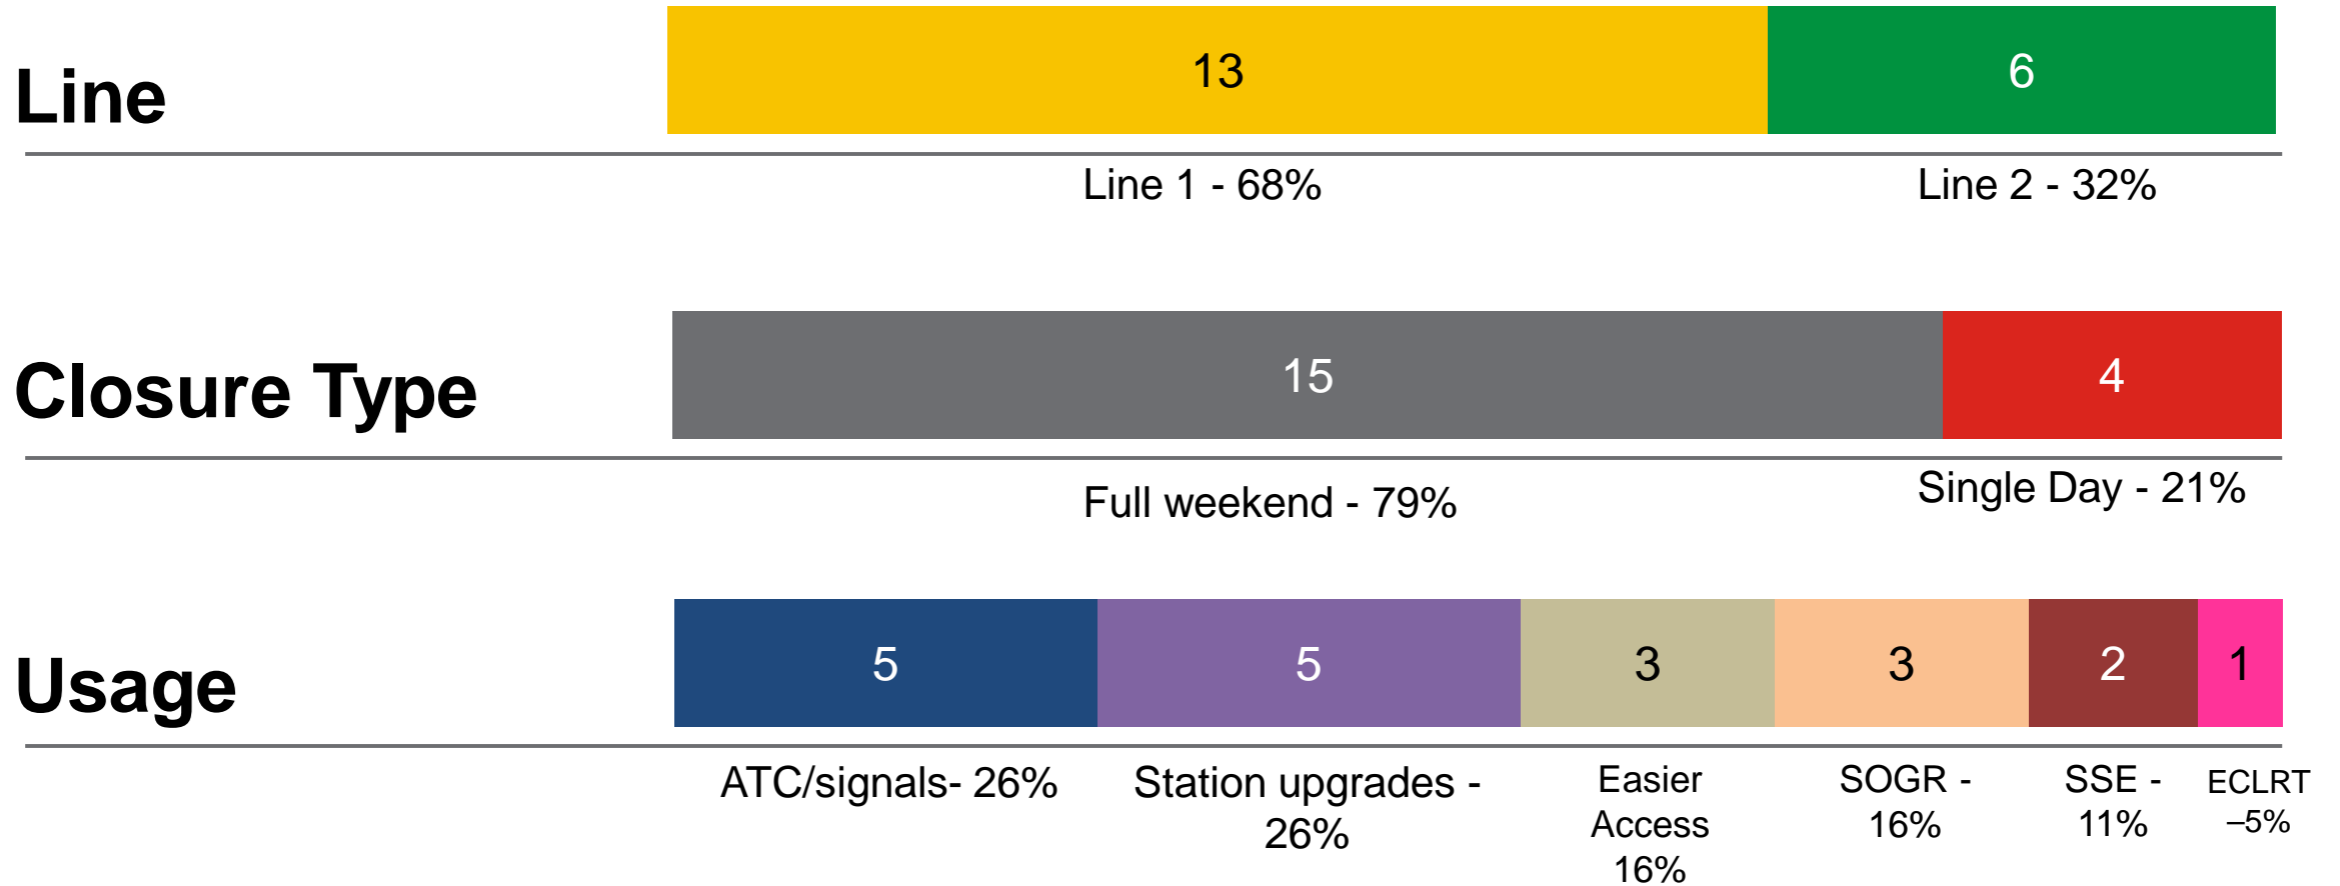 13
6
Line
Line 1 - 68%
Line 2 - 32%
15
4
Closure Type
Full weekend - 79%
Single Day - 21%
5
5
3
3
2
1
Usage
ATC/signals- 26%
Station upgrades -
26%
Easier
Access
16%
SOGR -
16%
SSE -
11%
ECLRT
–5%